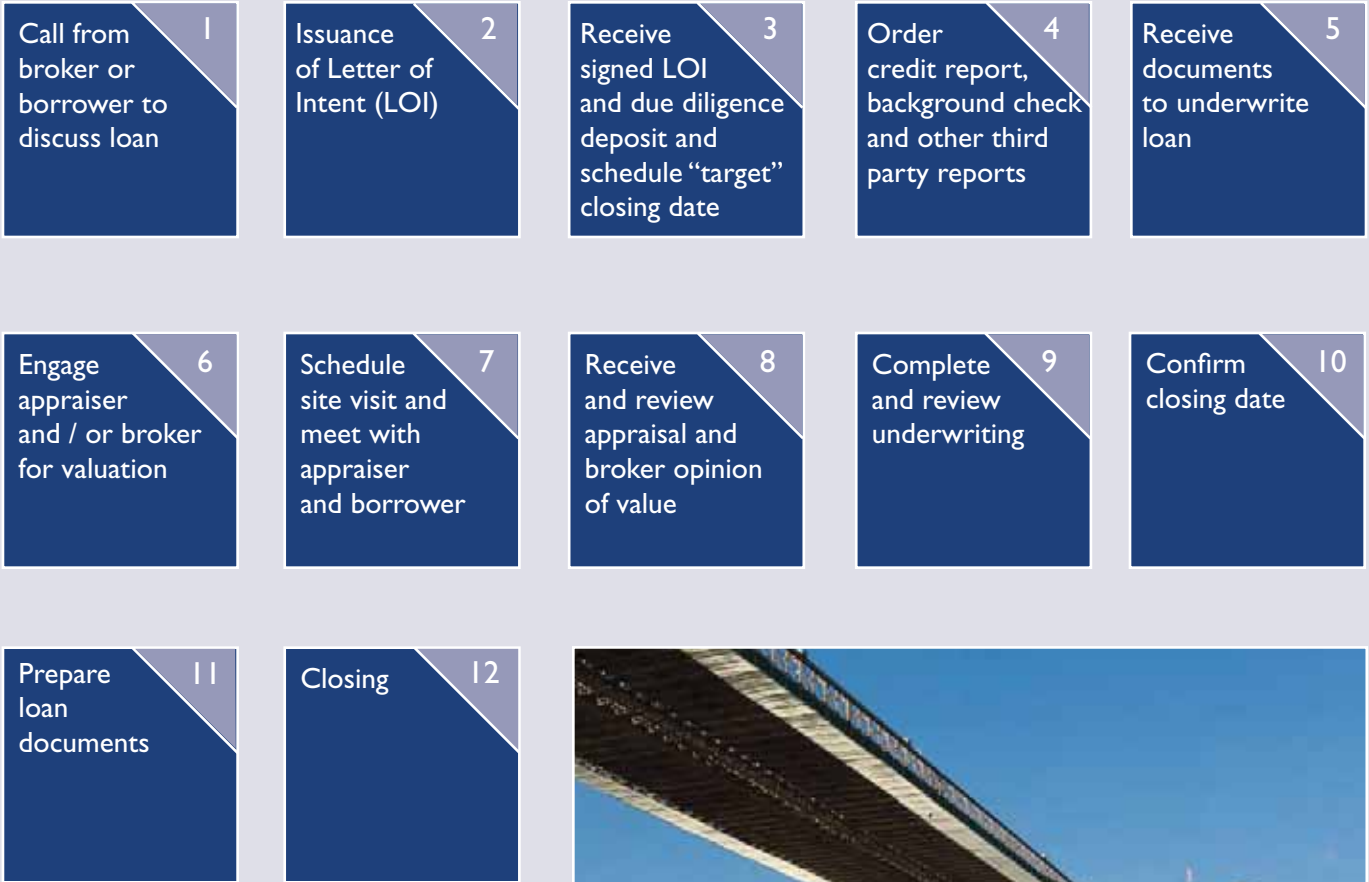 Call from
broker or
borrower to
discuss loan
1
Issuance
of Letter of
Intent (LOI)
2
Receive
signed LOI
and due diligence
deposit and
schedule “target”
closing date
3
Order
credit report,
background check
and other third
party reports
4
Receive
documents
to underwrite
loan
5
Engage
appraiser
and / or broker
for valuation
6
Schedule
site visit and
meet with
appraiser
and borrower
7
Receive
and review
appraisal and
broker opinion
of value
8
Complete
and review
underwriting
9
Confirm
closing date
10
Prepare
loan
documents
11
Closing
12